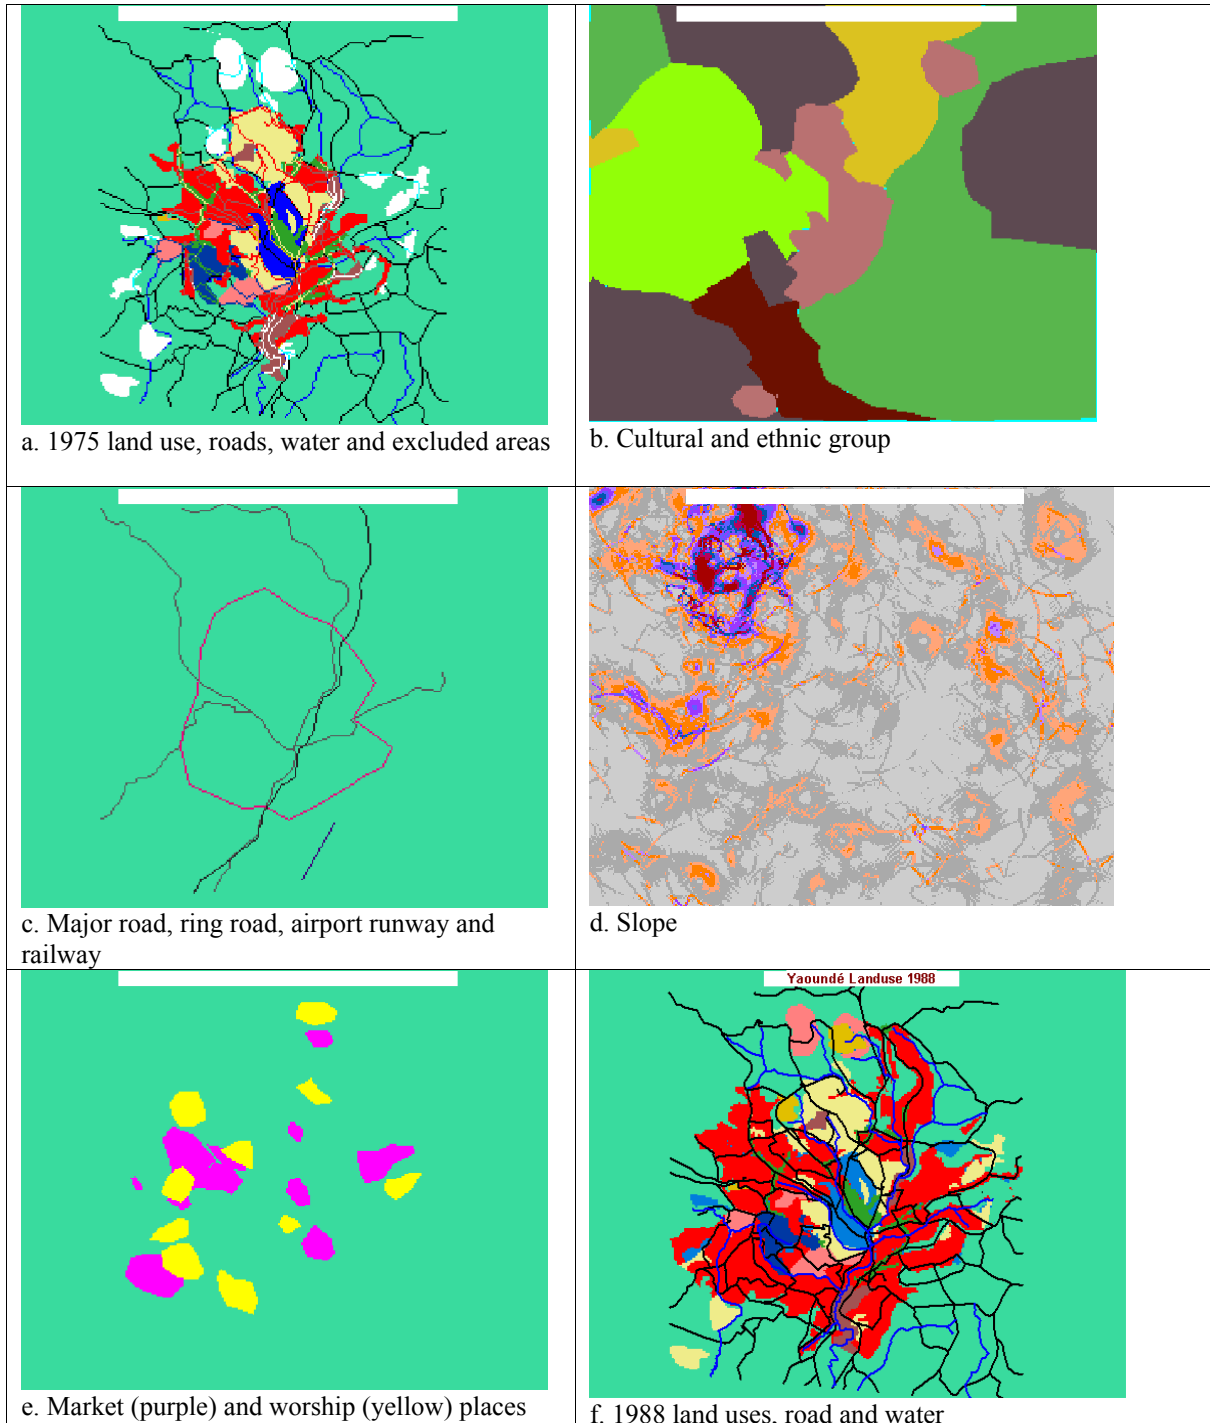 a. 1975 land use, roads, water and excluded areas
b. Cultural and ethnic group
c. Major road, ring road, airport runway and
railway
d. Slope
e. Market (purple) and worship (yellow) places
Yaoundé Landuse 1988
f. 1988 land uses, road and water